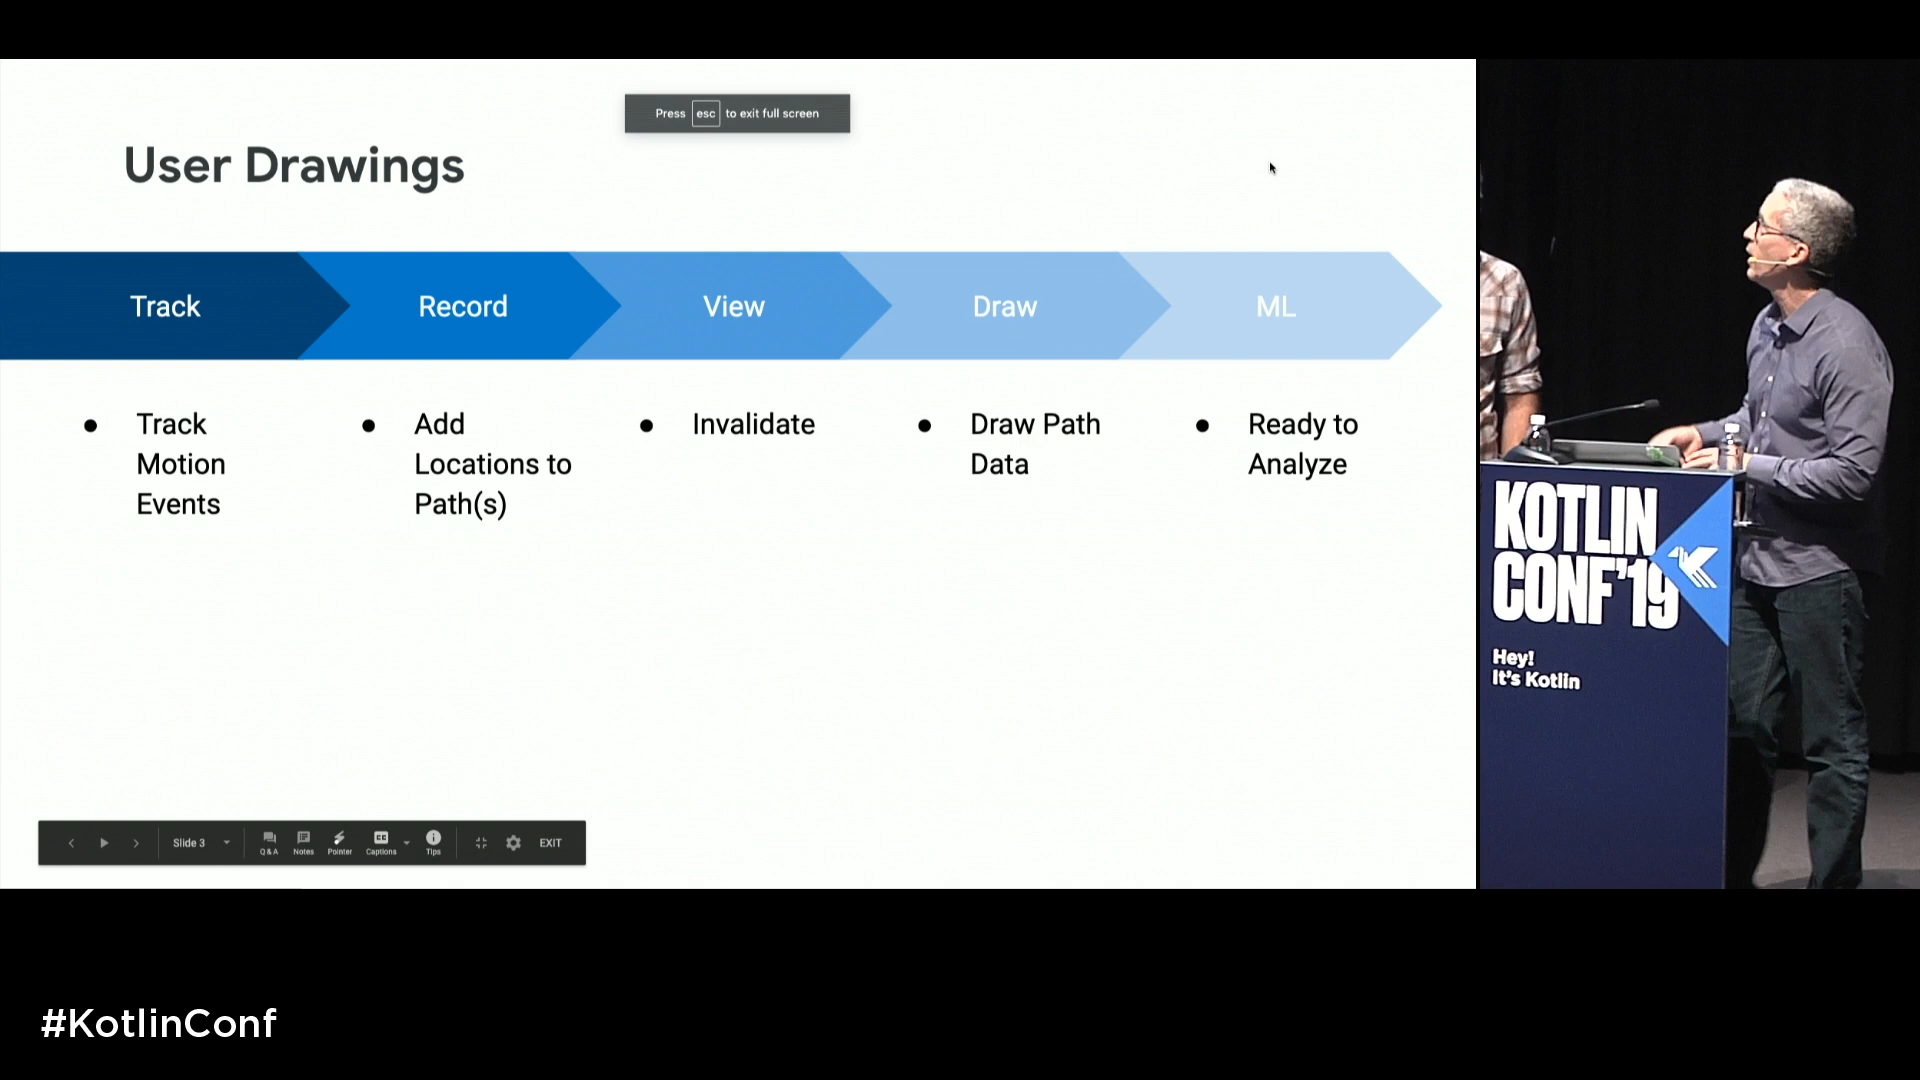 Press esc to exit full screen
User Drawings
Track
Record
View
Draw
ML
● Track
Motion
Events
● Add
Locations to
Path(s)
● Invalidate
● Draw Path
Data
● Ready to
Analyze
Slide 3
Q & A
Notes
Pointer
CC
Captions
Tips
EXIT
KOTLIN
CONF'19
Hey!
It's Kotlin
#KotlinConf